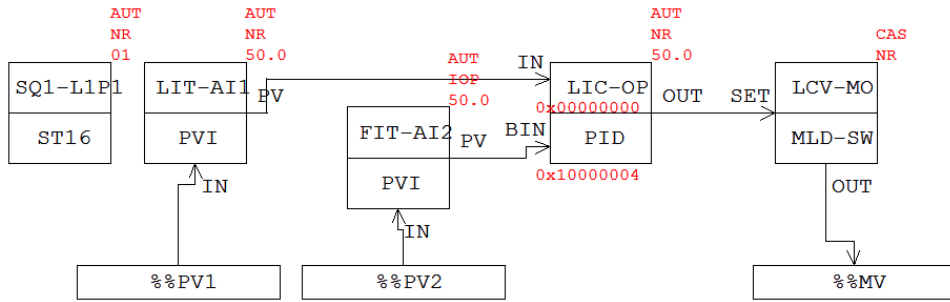 AUT
NR
01
AUT
NR
50.0
AUT
NR
50.0
CAS
NR
AUT
IOP
50.0
SQ1-L1P1
ST16
LIT-AI1
PVI
PV
IN
LIC-OP
PID
OUT
SET
LCV-MO
MLD-SW
0x00000000
FIT-AI2
PVI
PV
BIN
0x10000004
IN
IN
OUT
%%PV1
%%PV2
%%MV